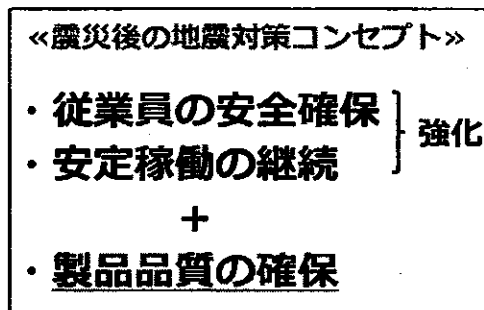 ≪震災後の地震対策コンセプト≫
・従業員の安全確保
・安定稼働の継続
強化
+
・製品品質の確保